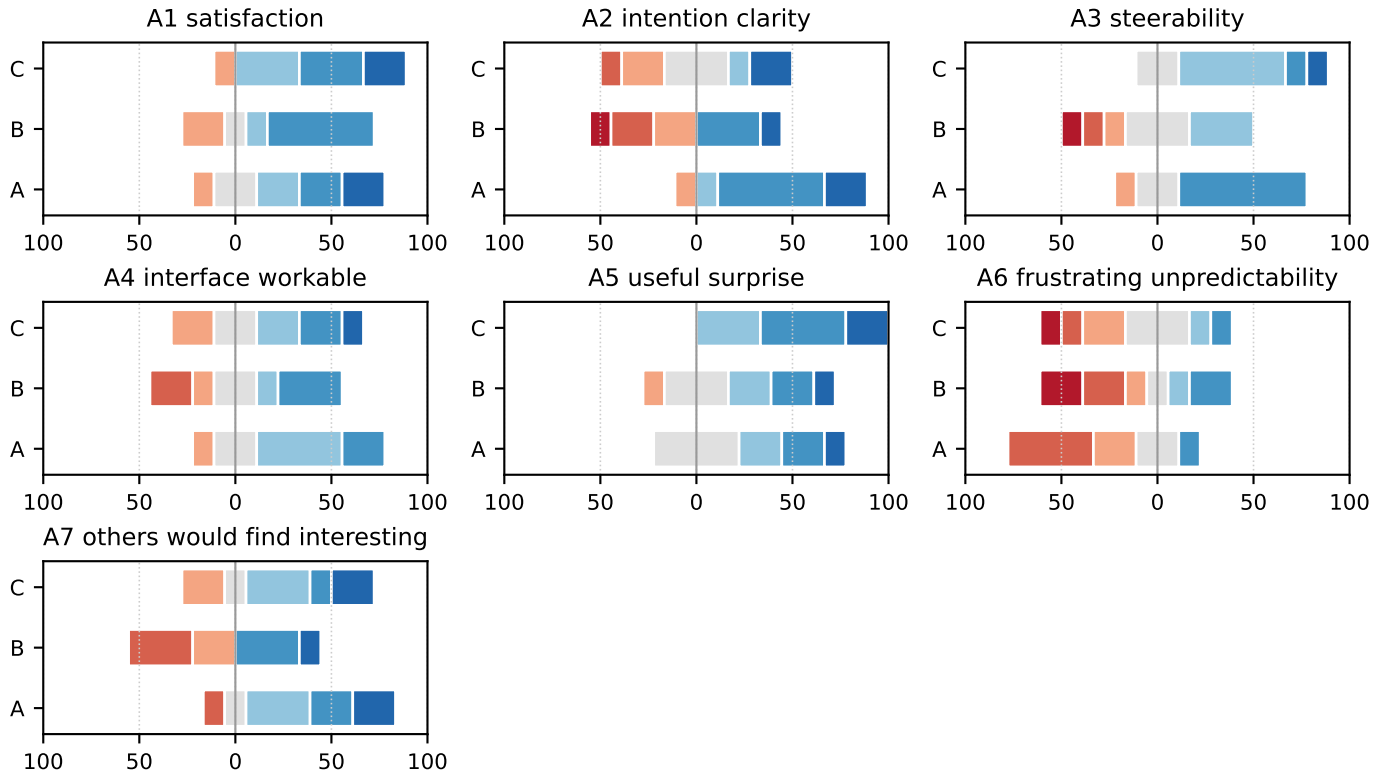 A1 satisfaction
A2 intention clarity
A3 steerability
C
B
A
100 50 0 50 100
C
B
A
100 50 0 50 100
C
B
A
100 50 0 50 100
A4 interface workable
A5 useful surprise
A6 frustrating unpredictability
C
B
A
100 50 0 50 100
C
B
A
100 50 0 50 100
C
B
A
100 50 0 50 100
A7 others would find interesting
C
B
A
100 50 0 50 100